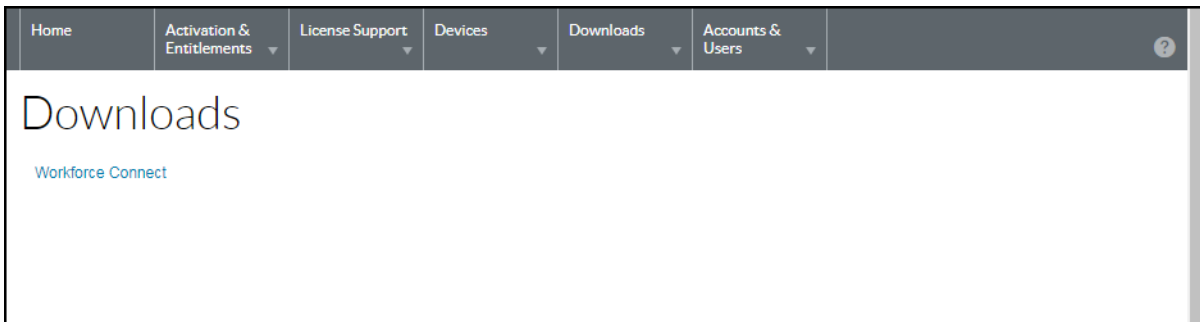 Home
Activation &
Entitlements
License Support
Devices
Downloads
Accounts &
Users
?
Downloads
Workforce Connect